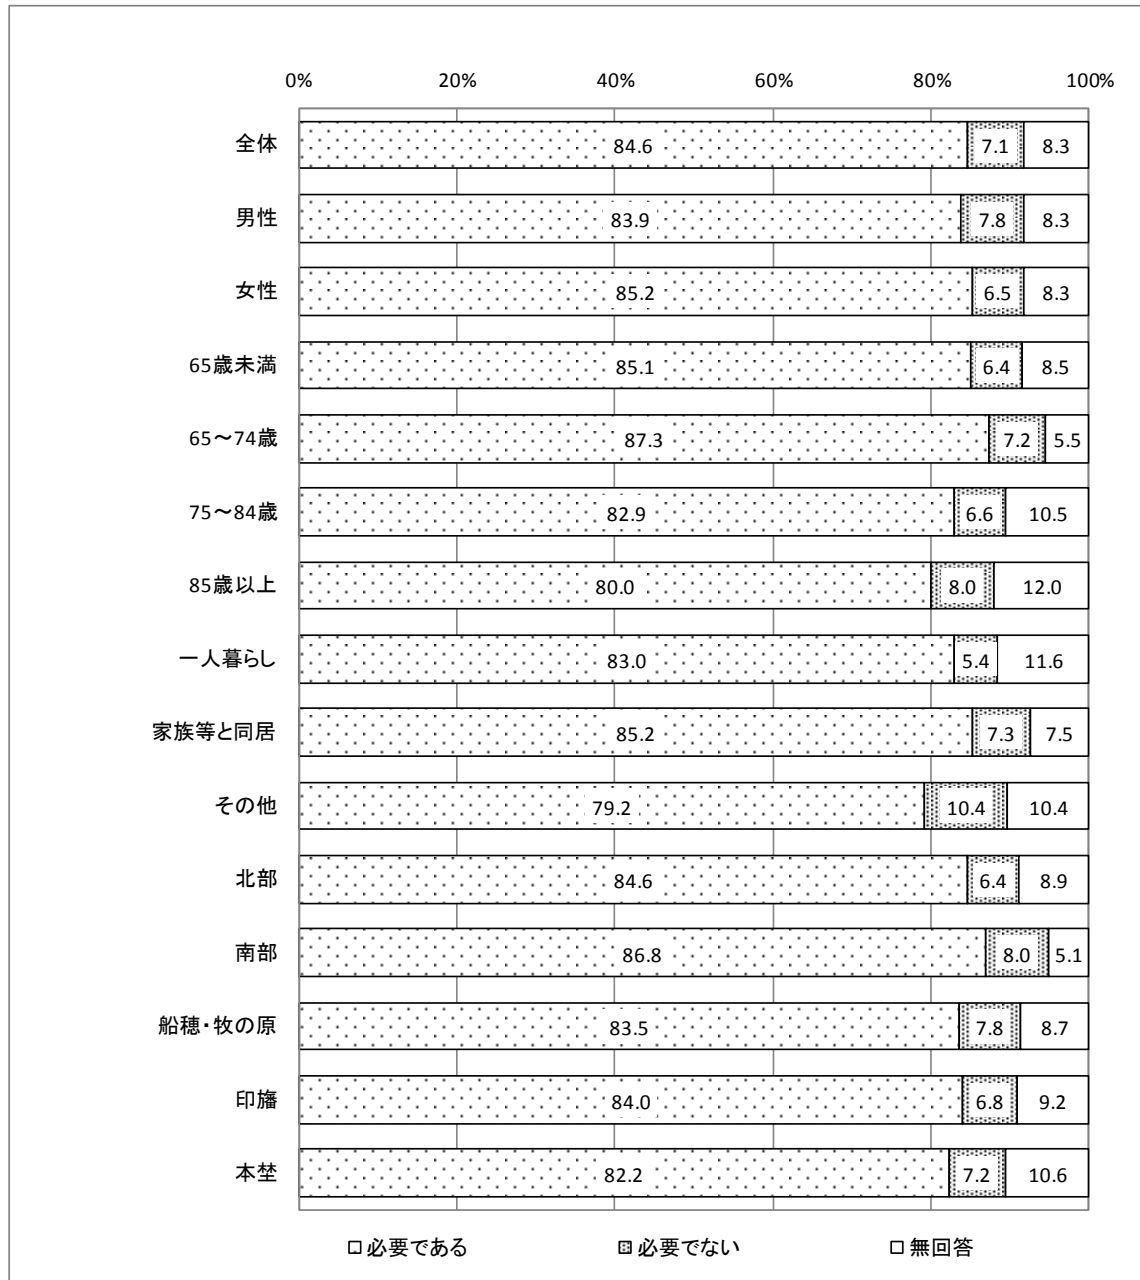 0% 20% 40% 60% 80% 100%
全体 84.6 7.1 8.3
男性 83.9 7.8 8.3
女性 85.2 6.5 8.3
65歳未満 85.1 6.4 8.5
65～74歳 87.3 7.2 5.5
75～84歳 82.9 6.6 10.5
85歳以上 80.0 8.0 12.0
一人暮らし 83.0 5.4 11.6
家族等と同居 85.2 7.3 7.5
その他 79.2 10.4 10.4
北部 84.6 6.4 8.9
南部 86.8 8.0 5.1
船穂・牧の原 83.5 7.8 8.7
印旛 84.0 6.8 9.2
本埜 82.2 7.2 10.6
必要である 必要でない 無回答